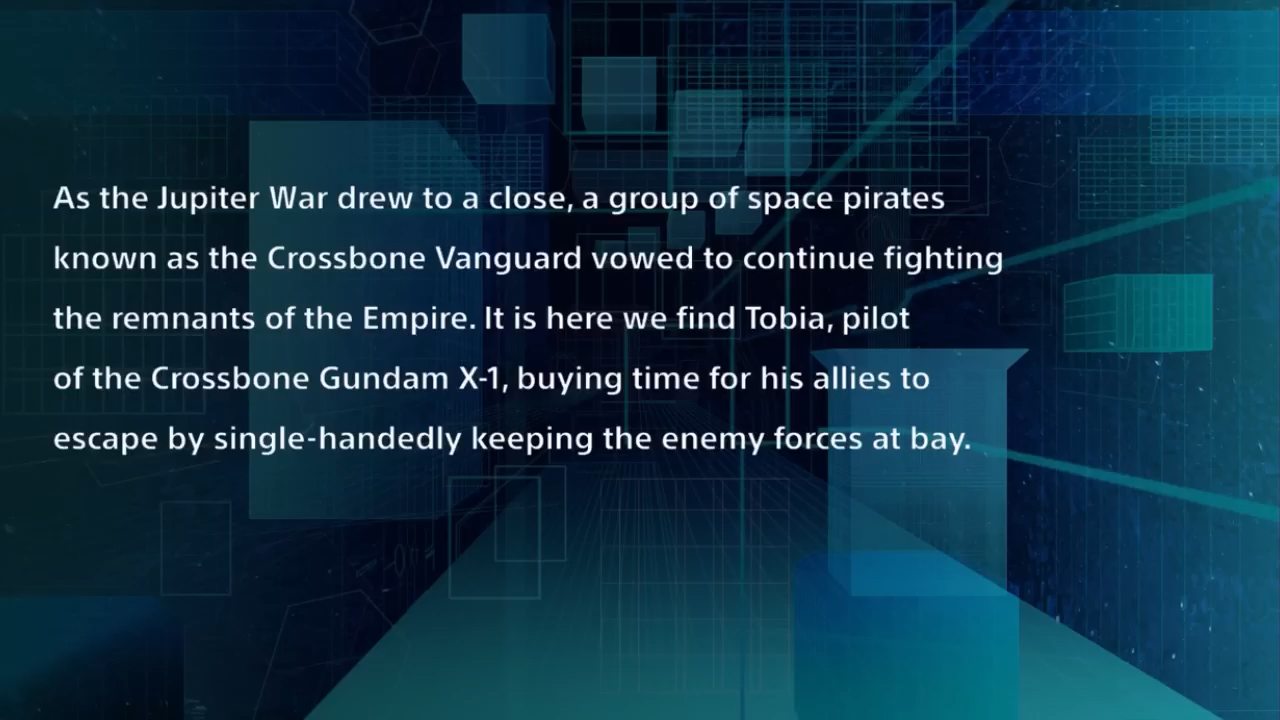 As the Jupiter War drew to a close, a group of space pirates
known as the Crossbone Vanguard vowed to continue fighting
the remnants of the Empire. It is here we find Tobia, pilot
of the Crossbone Gundam X-1, buying time for his allies to
escape by single-handedly keeping the enemy forces at bay.